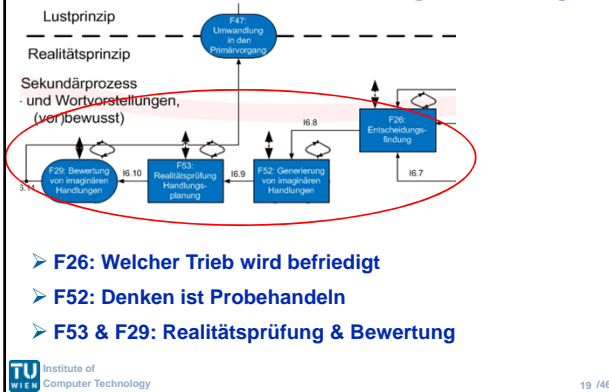 Lustprinzip
F47:
Umwandlung
in den
Primärvorgang
Realitätsprinzip
Sekundärprozess
und Wortvorstellungen,
(vor)bewusst)
I6.8
F26:
Entscheidungs-
findung
F29: Bewertung
von imaginären
Handlungen
I6.10
F53:
Realitätsprüfung
Handlungs-
planung
I6.9
F52: Generierung
von imaginären
Handlungen
I6.7
➢ F26: Welcher Trieb wird befriedigt
➢ F52: Denken ist Probehandeln
➢ F53 & F29: Realitätsprüfung & Bewertung
TU
WIEN
Institute of
Computer Technology
19 /46